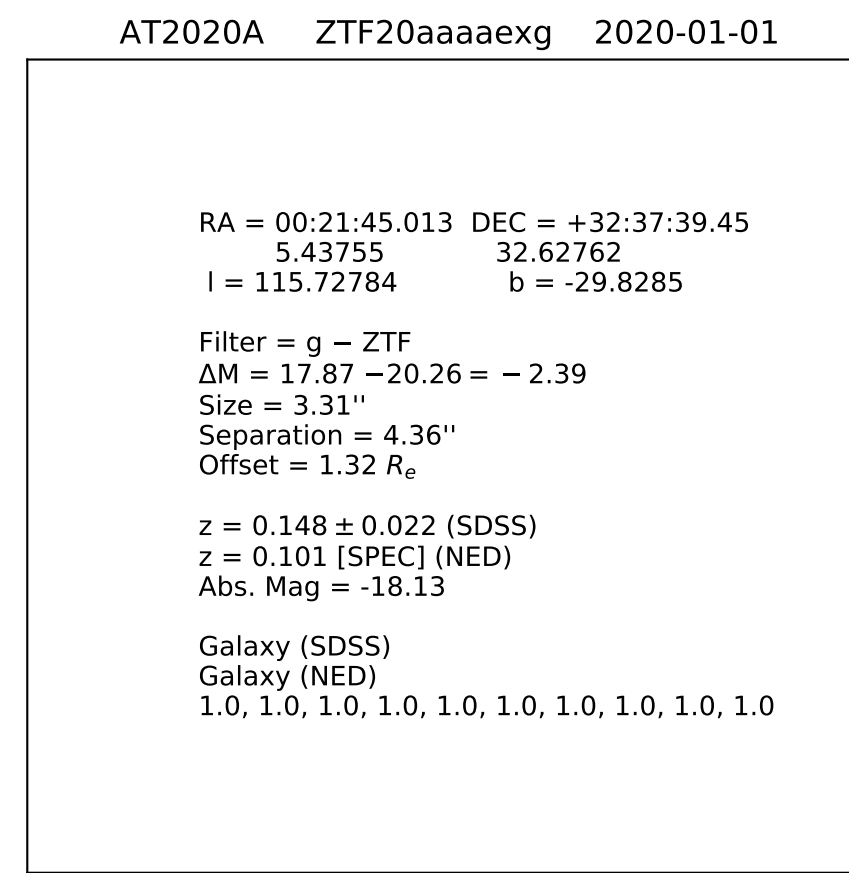 AT2020A ZTF20aaaaexg 2020-01-01
RA = 00:21:45.013 DEC = +32:37:39.45
5.43755 32.62762
l = 115.72784 b = -29.8285
Filter = g − ZTF
ΔM = 17.87 −20.26 = − 2.39
Size = 3.31''
Separation = 4.36''
Offset = 1.32 Re
z = 0.148 ± 0.022 (SDSS)
z = 0.101 [SPEC] (NED)
Abs. Mag = -18.13
Galaxy (SDSS)
Galaxy (NED)
1.0, 1.0, 1.0, 1.0, 1.0, 1.0, 1.0, 1.0, 1.0, 1.0